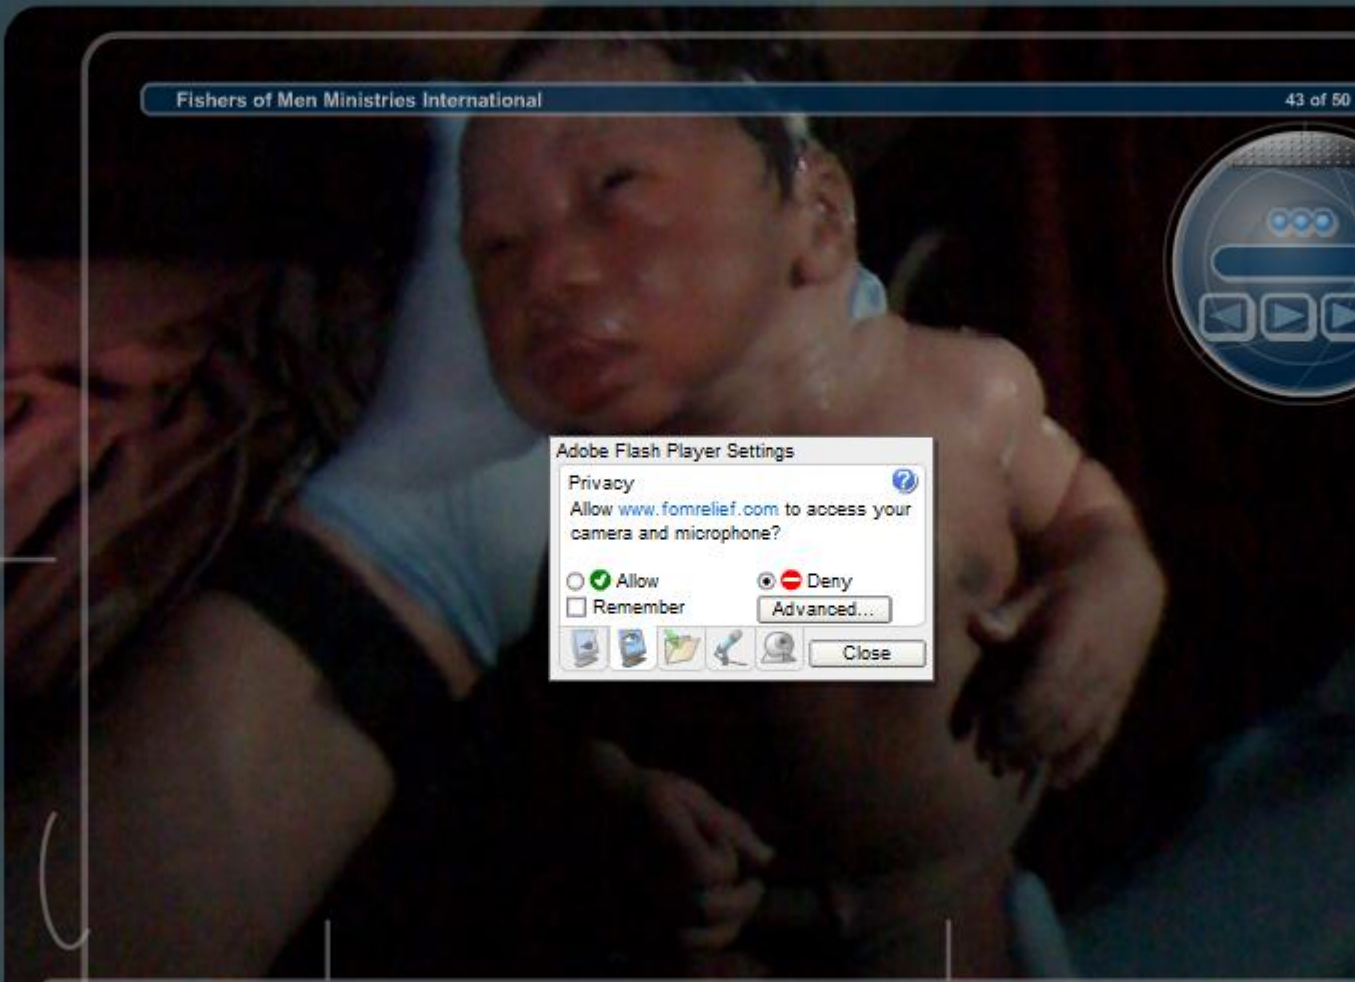 Fishers of Men Ministries International
43 of 50
Adobe Flash Player Settings
Privacy
Allow www.fomrelief.com to access your
camera and microphone?
Allow
Deny
Remember
Advanced...
Close